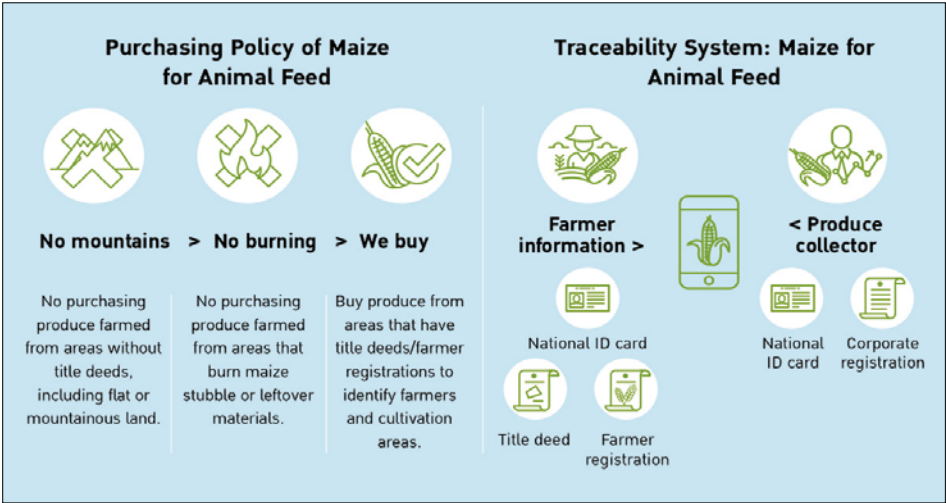 Purchasing Policy of Maize
for Animal Feed
No mountains > No burning > We buy
No purchasing
produce farmed
from areas without
title deeds,
including flat or
mountainous land.
No purchasing
produce farmed
from areas that
burn maize
stubble or leftover
materials.
Buy produce from
areas that have
title deeds/farmer
registrations to
identify farmers
and cultivation
areas.
Traceability System: Maize for
Animal Feed
Farmer
information >
National ID card
Title deed
Farmer
registration
< Produce
collector
National
ID card
Corporate
registration